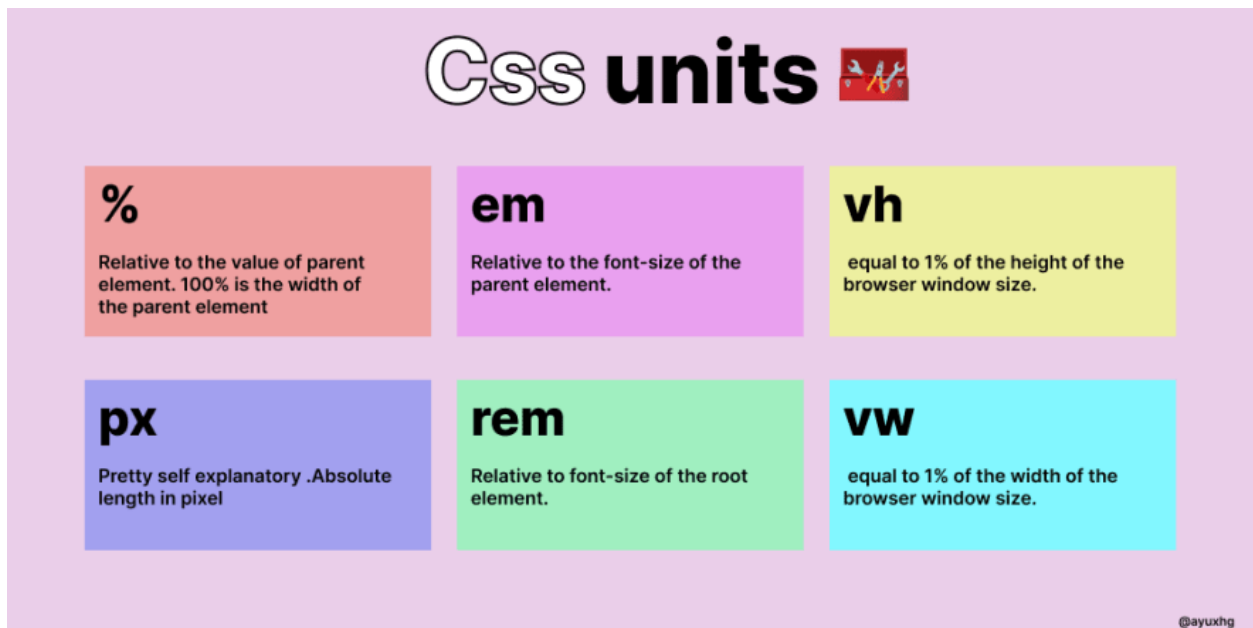 Css units
%
Relative to the value of parent
element. 100% is the width of
the parent element
em
Relative to the font-size of the
parent element.
vh
equal to 1% of the height of the
browser window size.
px
Pretty self explanatory .Absolute
length in pixel
rem
Relative to font-size of the root
element.
vw
equal to 1% of the width of the
browser window size.
@ayuxhg